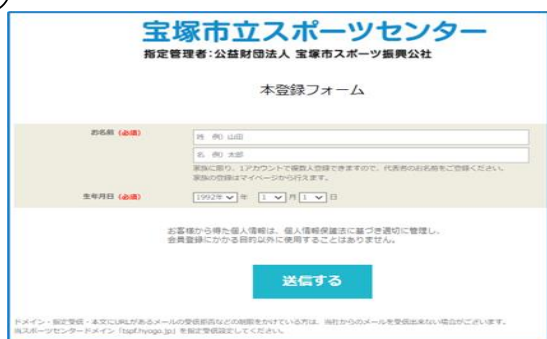 宝塚市立スポーツセンター
指定管理者:公益財団法人 宝塚市スポーツ振興公社
本登録フォーム
お名前 (必須)
姓 例) 山田
名 例) 太郎
家族に限り、1アカウントで複数人登録できますので、代表者のお名前をご登録ください。
家族の登録はマイページから行えます。
生年月日 (必須) 1992年 年 1 月 1 日
お客様から得た個人情報は、個人情報保護法に基づき適切に管理し、
会員登録にかかる目的以外に使用することはありません。
送信する
ドメイン・指定受信・本文にURLがあるメールの受信拒否などの制限をかけている方は、当社からのメールを受信出来ない場合がございます。
当スポーツセンタードメイン「tspf.hyogo.jp」を指定受信設定してください。